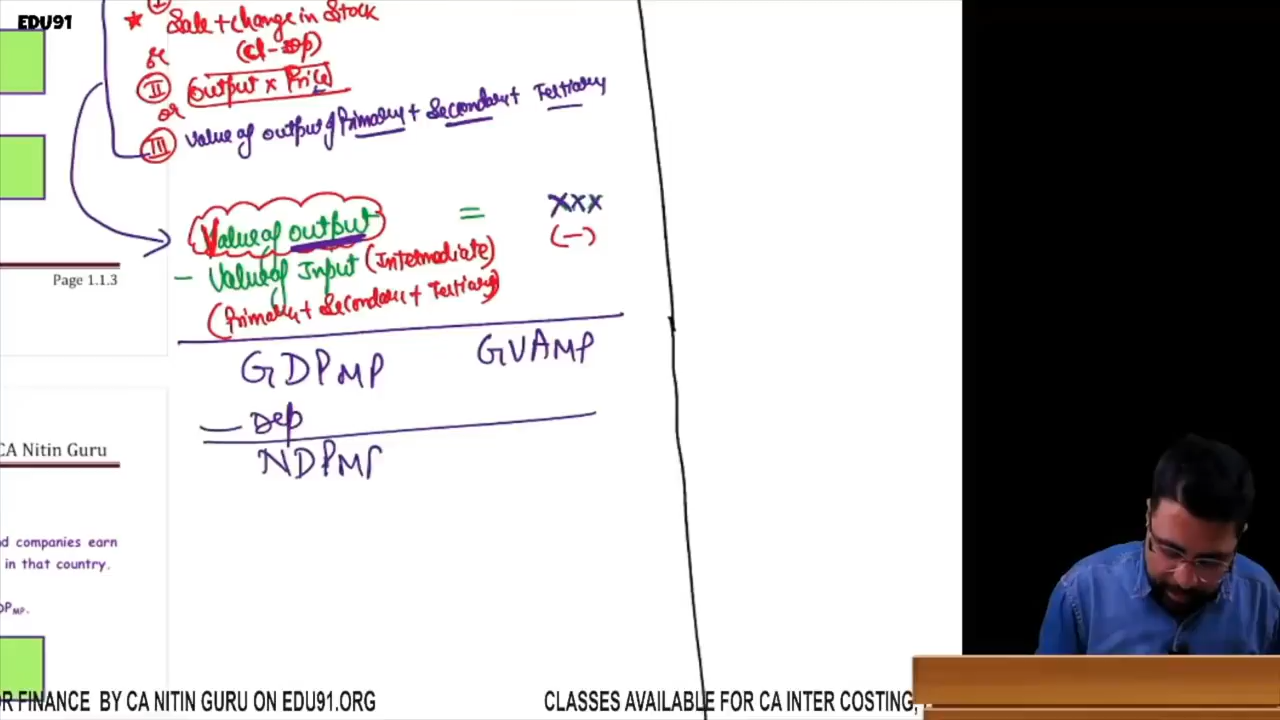 EDU91
I
★ Sale + change in Stock
or (Cl - Op)
II Output x Price
or
III Value of output of Primary + Secondary + Tertiary
Value of output = XXX
- Value of Input (Intermediate) (-)
(Primary + Secondary + Tertiary)
Page 1.1.3
GDPMP GVAMP
- Dep
NDPMP
CA Nitin Guru
nd companies earn
in that country.
DPMP.
OR FINANCE BY CA NITIN GURU ON EDU91.ORG CLASSES AVAILABLE FOR CA INTER COSTING,